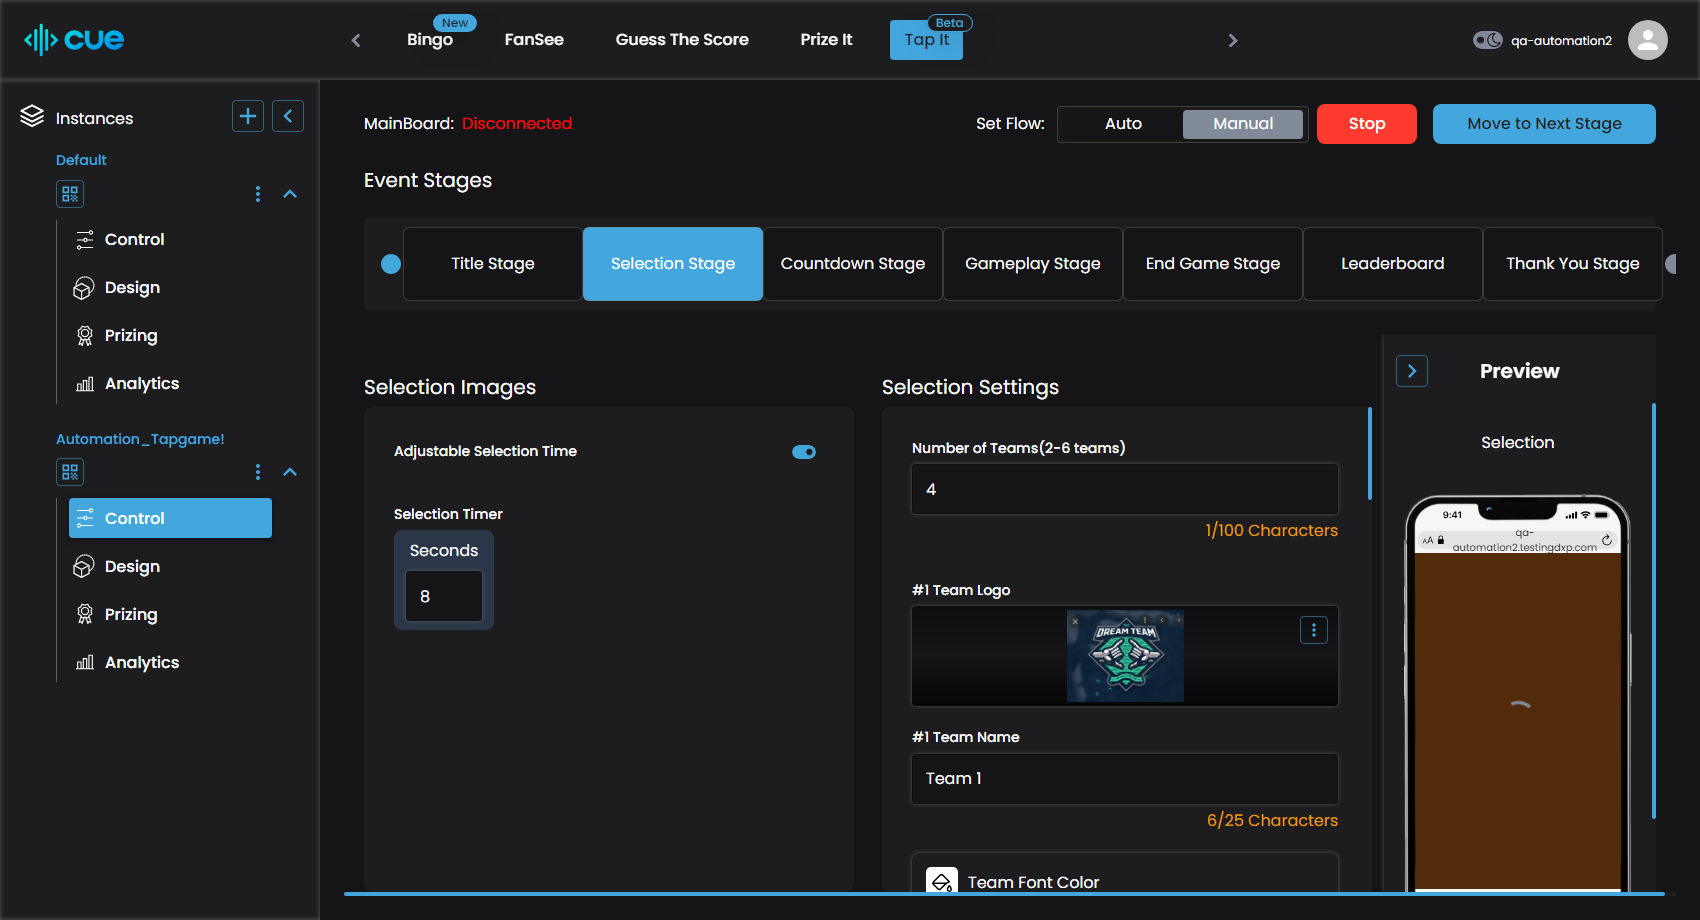 cue
New
Bingo
FanSee
Guess The Score
Prize It
Beta
Tap It
qa-automation2
Instances
Default
Control
Design
Prizing
Analytics
Automation_Tapgame!
Control
Design
Prizing
Analytics
MainBoard: Disconnected
Set Flow:
Auto
Manual
Stop
Move to Next Stage
Event Stages
Title Stage
Selection Stage
Countdown Stage
Gameplay Stage
End Game Stage
Leaderboard
Thank You Stage
Selection Images
Adjustable Selection Time
Selection Timer
Seconds
8
Selection Settings
Number of Teams(2-6 teams)
4
1/100 Characters
#1 Team Logo
DREAM TEAM
#1 Team Name
Team 1
6/25 Characters
Team Font Color
Preview
Selection
9:41
AA
qa-
automation2.testingdxp.com